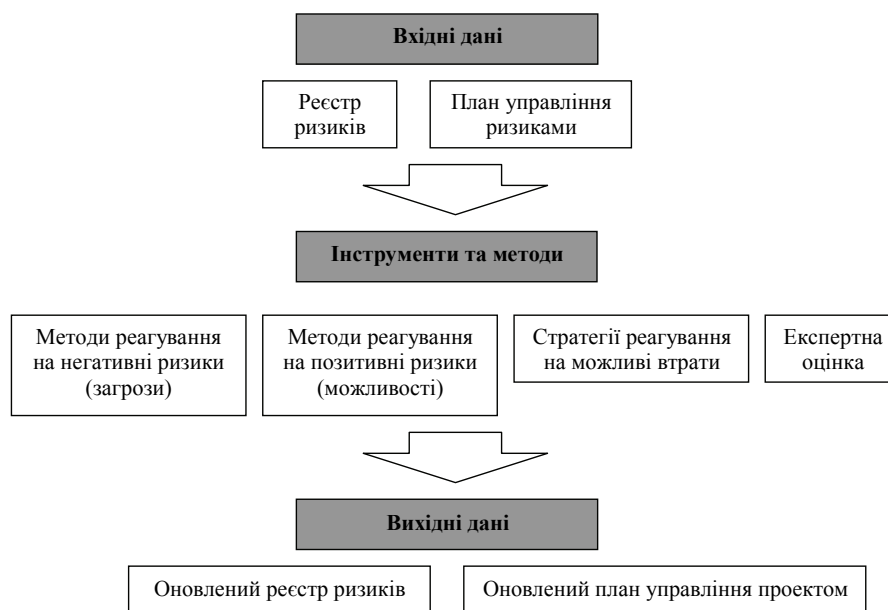 Вхідні дані
Реєстр
ризиків
План управління
ризиками
Інструменти та методи
Методи реагування
на негативні ризики
(загрози)
Методи реагування
на позитивні ризики
(можливості)
Стратегії реагування
на можливі втрати
Експертна
оцінка
Вихідні дані
Оновлений реєстр ризиків
Оновлений план управління проектом